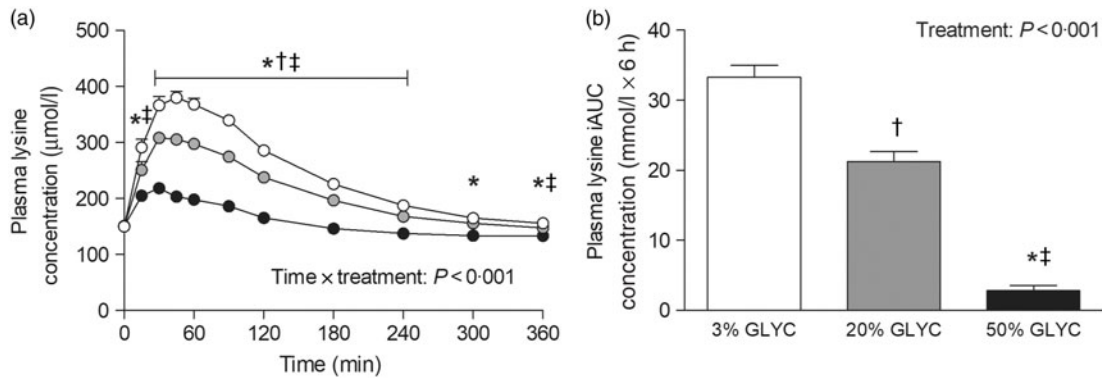 (a)
500
400
300
200
100
0
Plasma lysine
concentration (μmol/l)
*‡
*†‡
*
*‡
Time × treatment: P < 0·001
0 60 120 180 240 300 360
Time (min)
(b)
40
30
20
10
0
Plasma lysine iAUC
concentration (mmol/l × 6 h)
Treatment: P < 0·001
†
*‡
3% GLYC 20% GLYC 50% GLYC